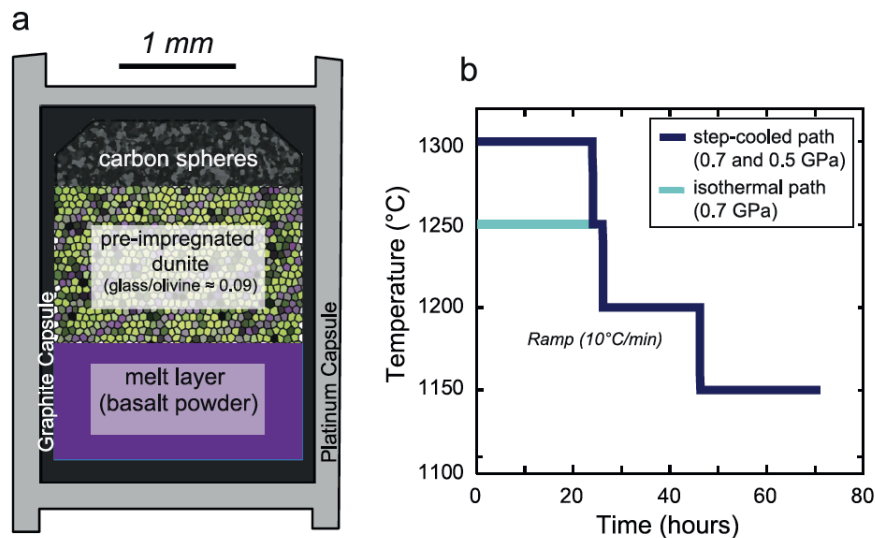 a
1 mm
carbon spheres
pre-impregnated
dunite
(glass/olivine ≈ 0.09)
melt layer
(basalt powder)
Graphite Capsule
Platinum Capsule
b
step-cooled path
(0.7 and 0.5 GPa)
isothermal path
(0.7 GPa)
Ramp (10°C/min)
Temperature (°C)
1300
1250
1200
1150
1100
0
20
40
60
80
Time (hours)